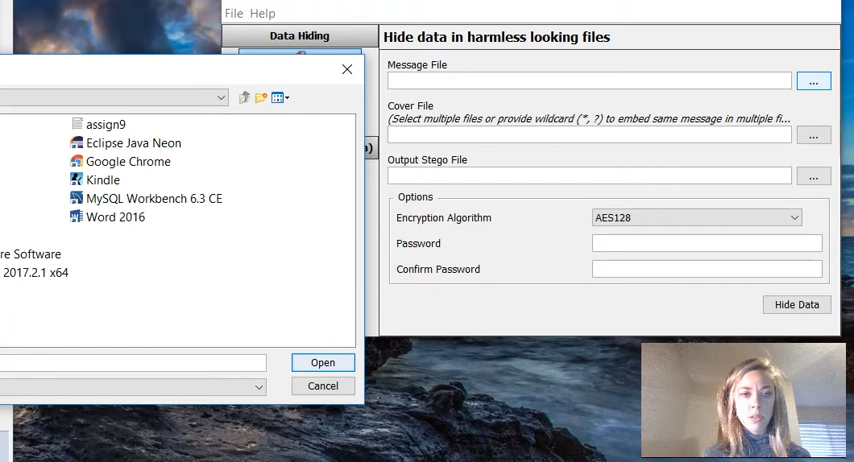 File Help
Data Hiding
Hide data in harmless looking files
Message File
...
Cover File
(Select multiple files or provide wildcard (*, ?) to embed same message in multiple fi...
...
Output Stego File
...
Options
Encryption Algorithm AES128
Password
Confirm Password
Hide Data
a)
assign9
Eclipse Java Neon
Google Chrome
Kindle
MySQL Workbench 6.3 CE
Word 2016
re Software
2017.2.1 x64
Open
Cancel